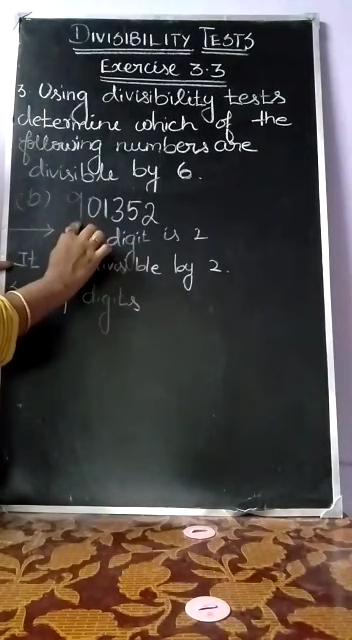 DIVISIBILITY TESTS
Exercise 3.3
3. Using divisibility tests
determine which of the
following numbers are
divisible by 6.
(b) 901352
→ digit is 2
It by 2.
digits